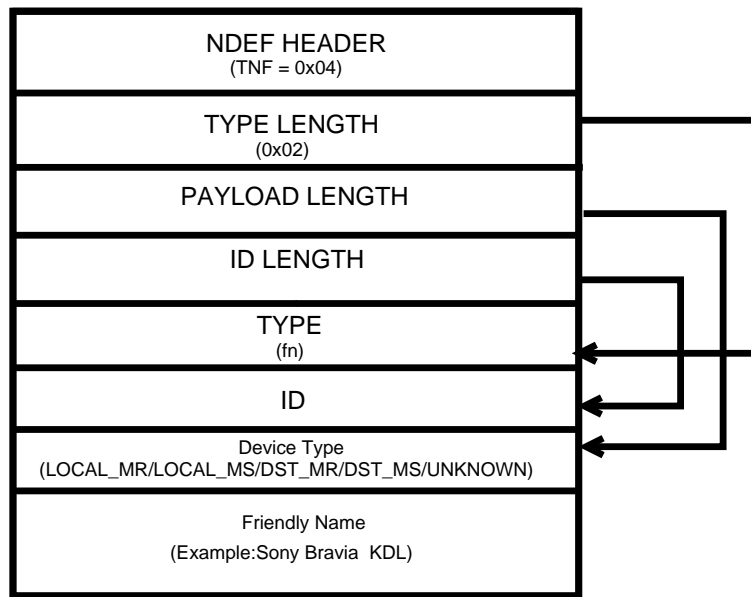 NDEF HEADER
(TNF = 0x04)
TYPE LENGTH
(0x02)
PAYLOAD LENGTH
ID LENGTH
TYPE
(fn)
ID
Device Type
(LOCAL_MR/LOCAL_MS/DST_MR/DST_MS/UNKNOWN)
Friendly Name
(Example:Sony Bravia  KDL)